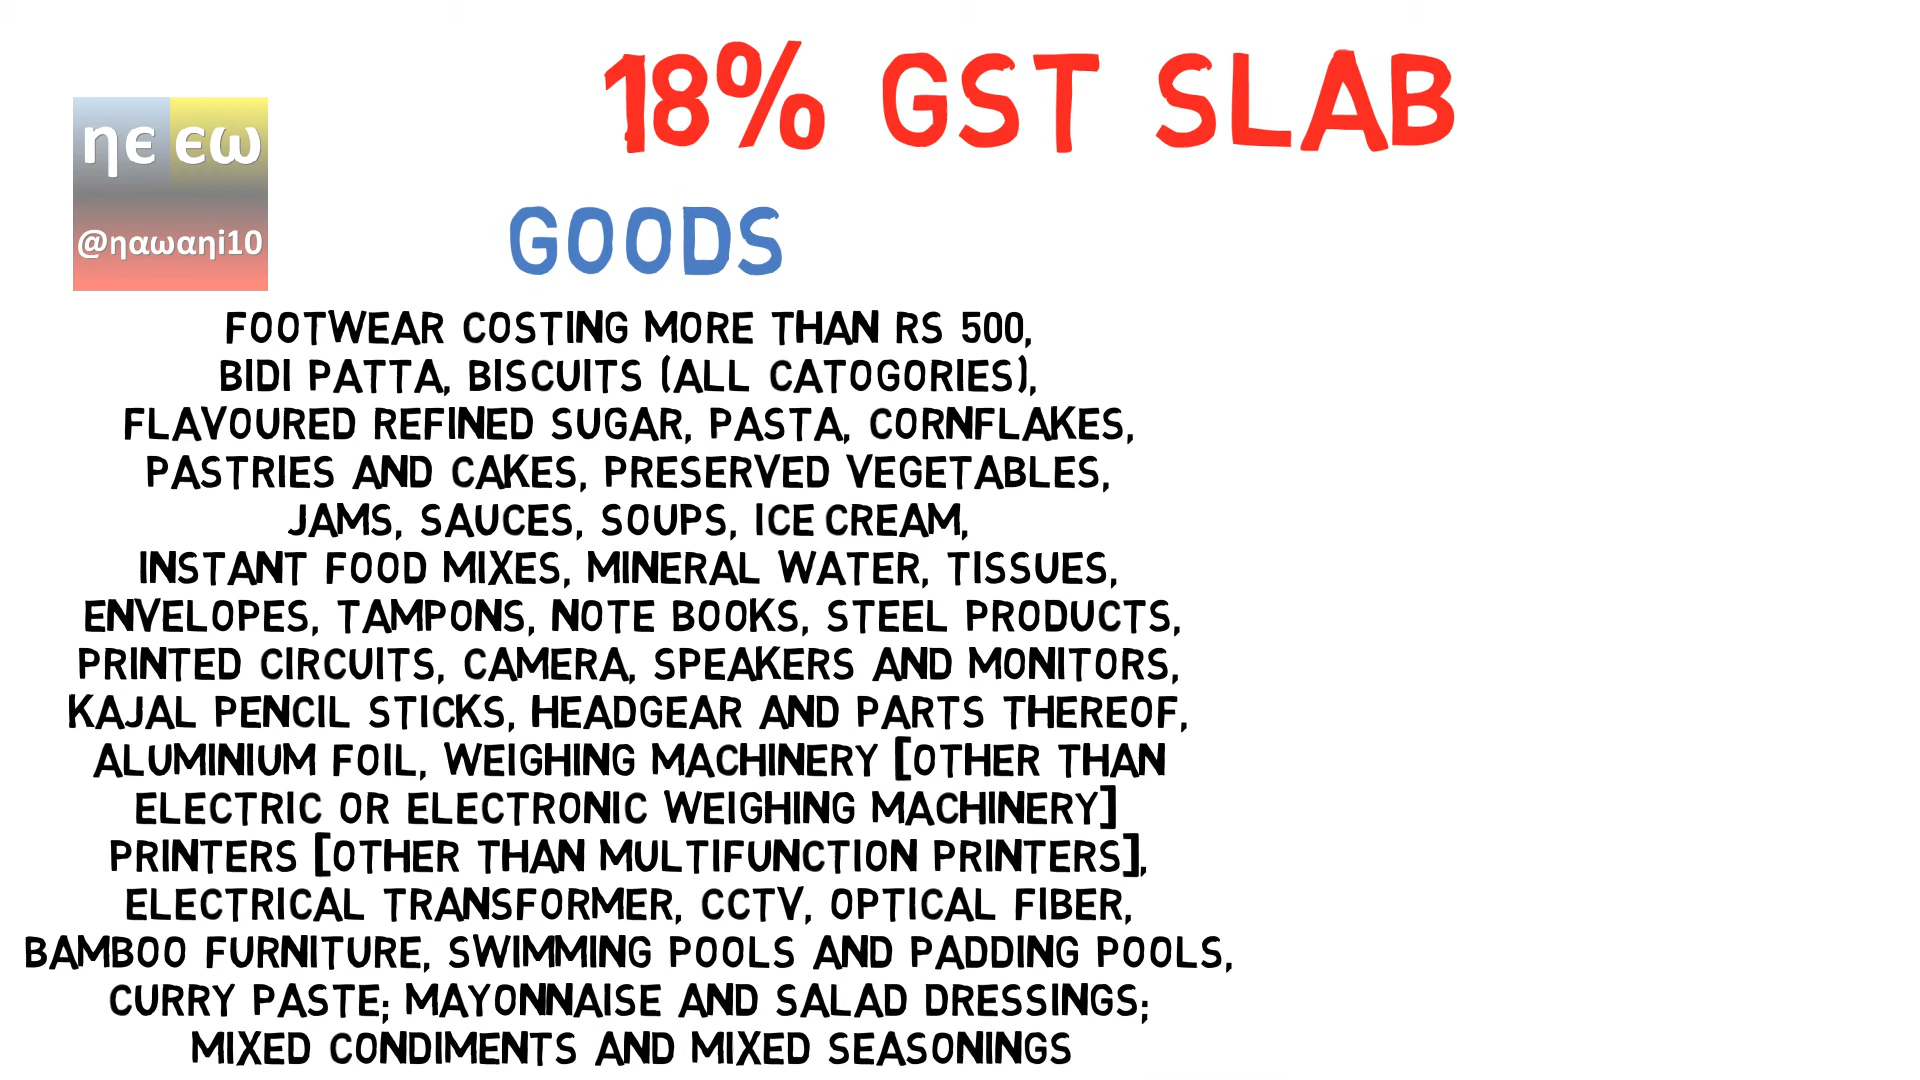 18% GST SLAB
ηε εω
@ηαωαηi10
GOODS
FOOTWEAR COSTING MORE THAN RS 500,
BIDI PATTA, BISCUITS (ALL CATOGORIES),
FLAVOURED REFINED SUGAR, PASTA, CORNFLAKES,
PASTRIES AND CAKES, PRESERVED VEGETABLES,
JAMS, SAUCES, SOUPS, ICE CREAM,
INSTANT FOOD MIXES, MINERAL WATER, TISSUES,
ENVELOPES, TAMPONS, NOTE BOOKS, STEEL PRODUCTS,
PRINTED CIRCUITS, CAMERA, SPEAKERS AND MONITORS,
KAJAL PENCIL STICKS, HEADGEAR AND PARTS THEREOF,
ALUMINIUM FOIL, WEIGHING MACHINERY [OTHER THAN
ELECTRIC OR ELECTRONIC WEIGHING MACHINERY]
PRINTERS [OTHER THAN MULTIFUNCTION PRINTERS],
ELECTRICAL TRANSFORMER, CCTV, OPTICAL FIBER,
BAMBOO FURNITURE, SWIMMING POOLS AND PADDING POOLS,
CURRY PASTE; MAYONNAISE AND SALAD DRESSINGS;
MIXED CONDIMENTS AND MIXED SEASONINGS